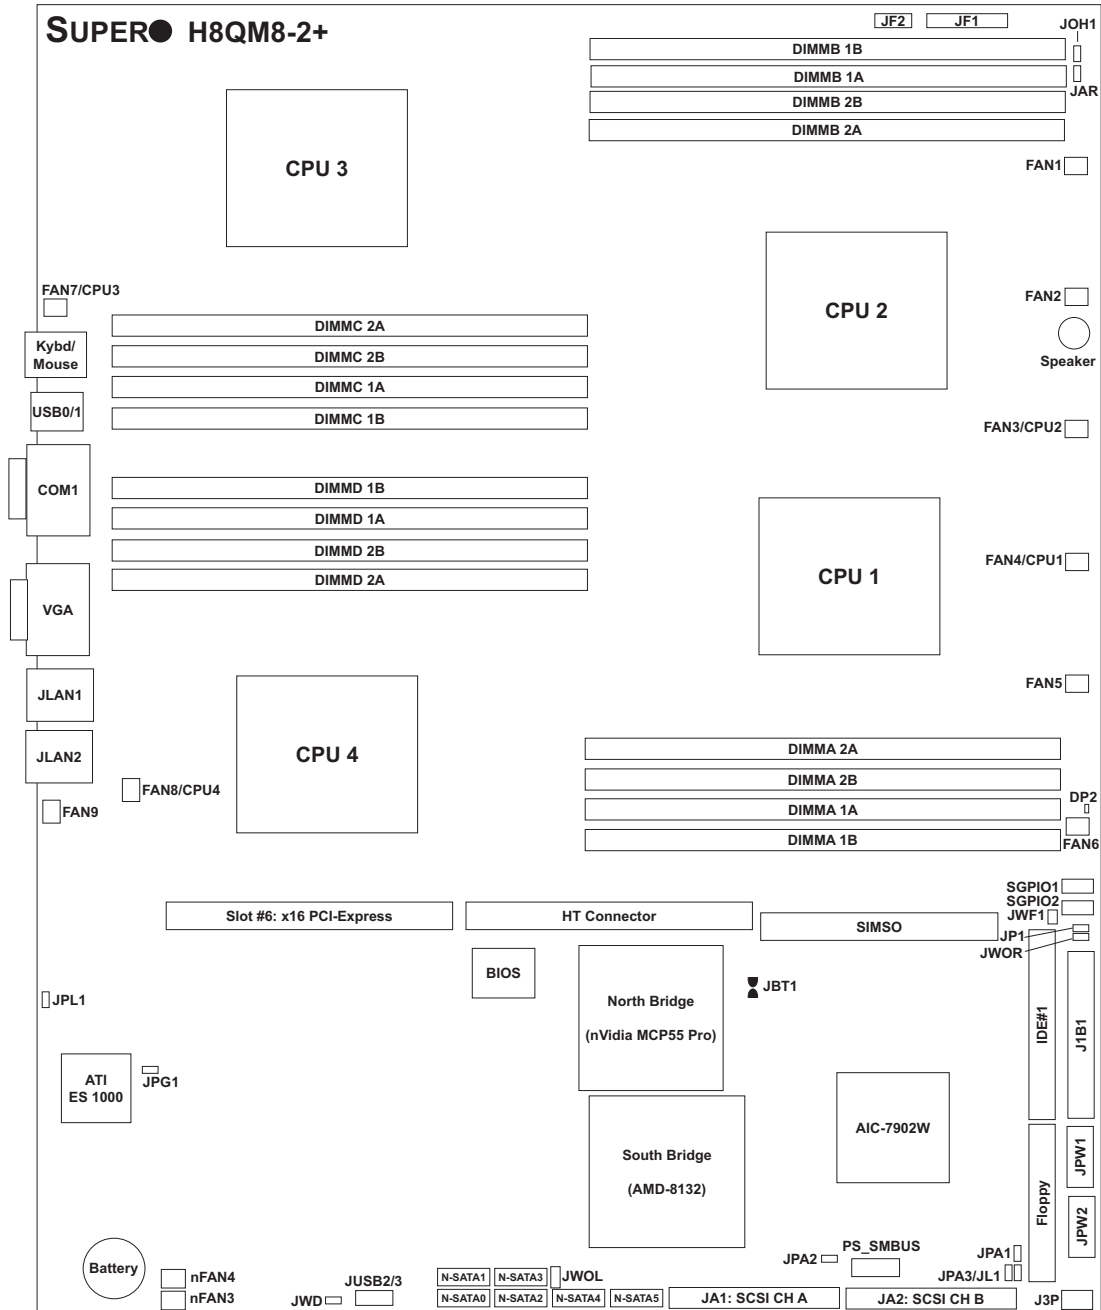 SUPER● H8QM8-2+
JF2
JF1
JOH1
DIMMB 1B
DIMMB 1A
JAR
DIMMB 2B
DIMMB 2A
CPU 3
FAN1
FAN7/CPU3
CPU 2
FAN2
Speaker
DIMMC 2A
Kybd/
Mouse
DIMMC 2B
DIMMC 1A
USB0/1
DIMMC 1B
FAN3/CPU2
COM1
DIMMD 1B
DIMMD 1A
DIMMD 2B
DIMMD 2A
CPU 1
FAN4/CPU1
VGA
JLAN1
FAN5
JLAN2
CPU 4
DIMMA 2A
DIMMA 2B
DIMMA 1A
DIMMA 1B
FAN8/CPU4
FAN9
DP2
FAN6
SGPIO1
SGPIO2
JWF1
JP1
JWOR
Slot #6: x16 PCI-Express
HT Connector
SIMSO
BIOS
North Bridge
(nVidia MCP55 Pro)
JBT1
IDE#1
J1B1
JPL1
ATI
ES 1000
JPG1
AIC-7902W
South Bridge
(AMD-8132)
Floppy
JPW1
JPW2
Battery
nFAN4
nFAN3
JWD
JUSB2/3
N-SATA1
N-SATA3
JWOL
N-SATA0
N-SATA2
N-SATA4
N-SATA5
JPA2
PS_SMBUS
JPA1
JPA3/JL1
JA1: SCSI CH A
JA2: SCSI CH B
J3P